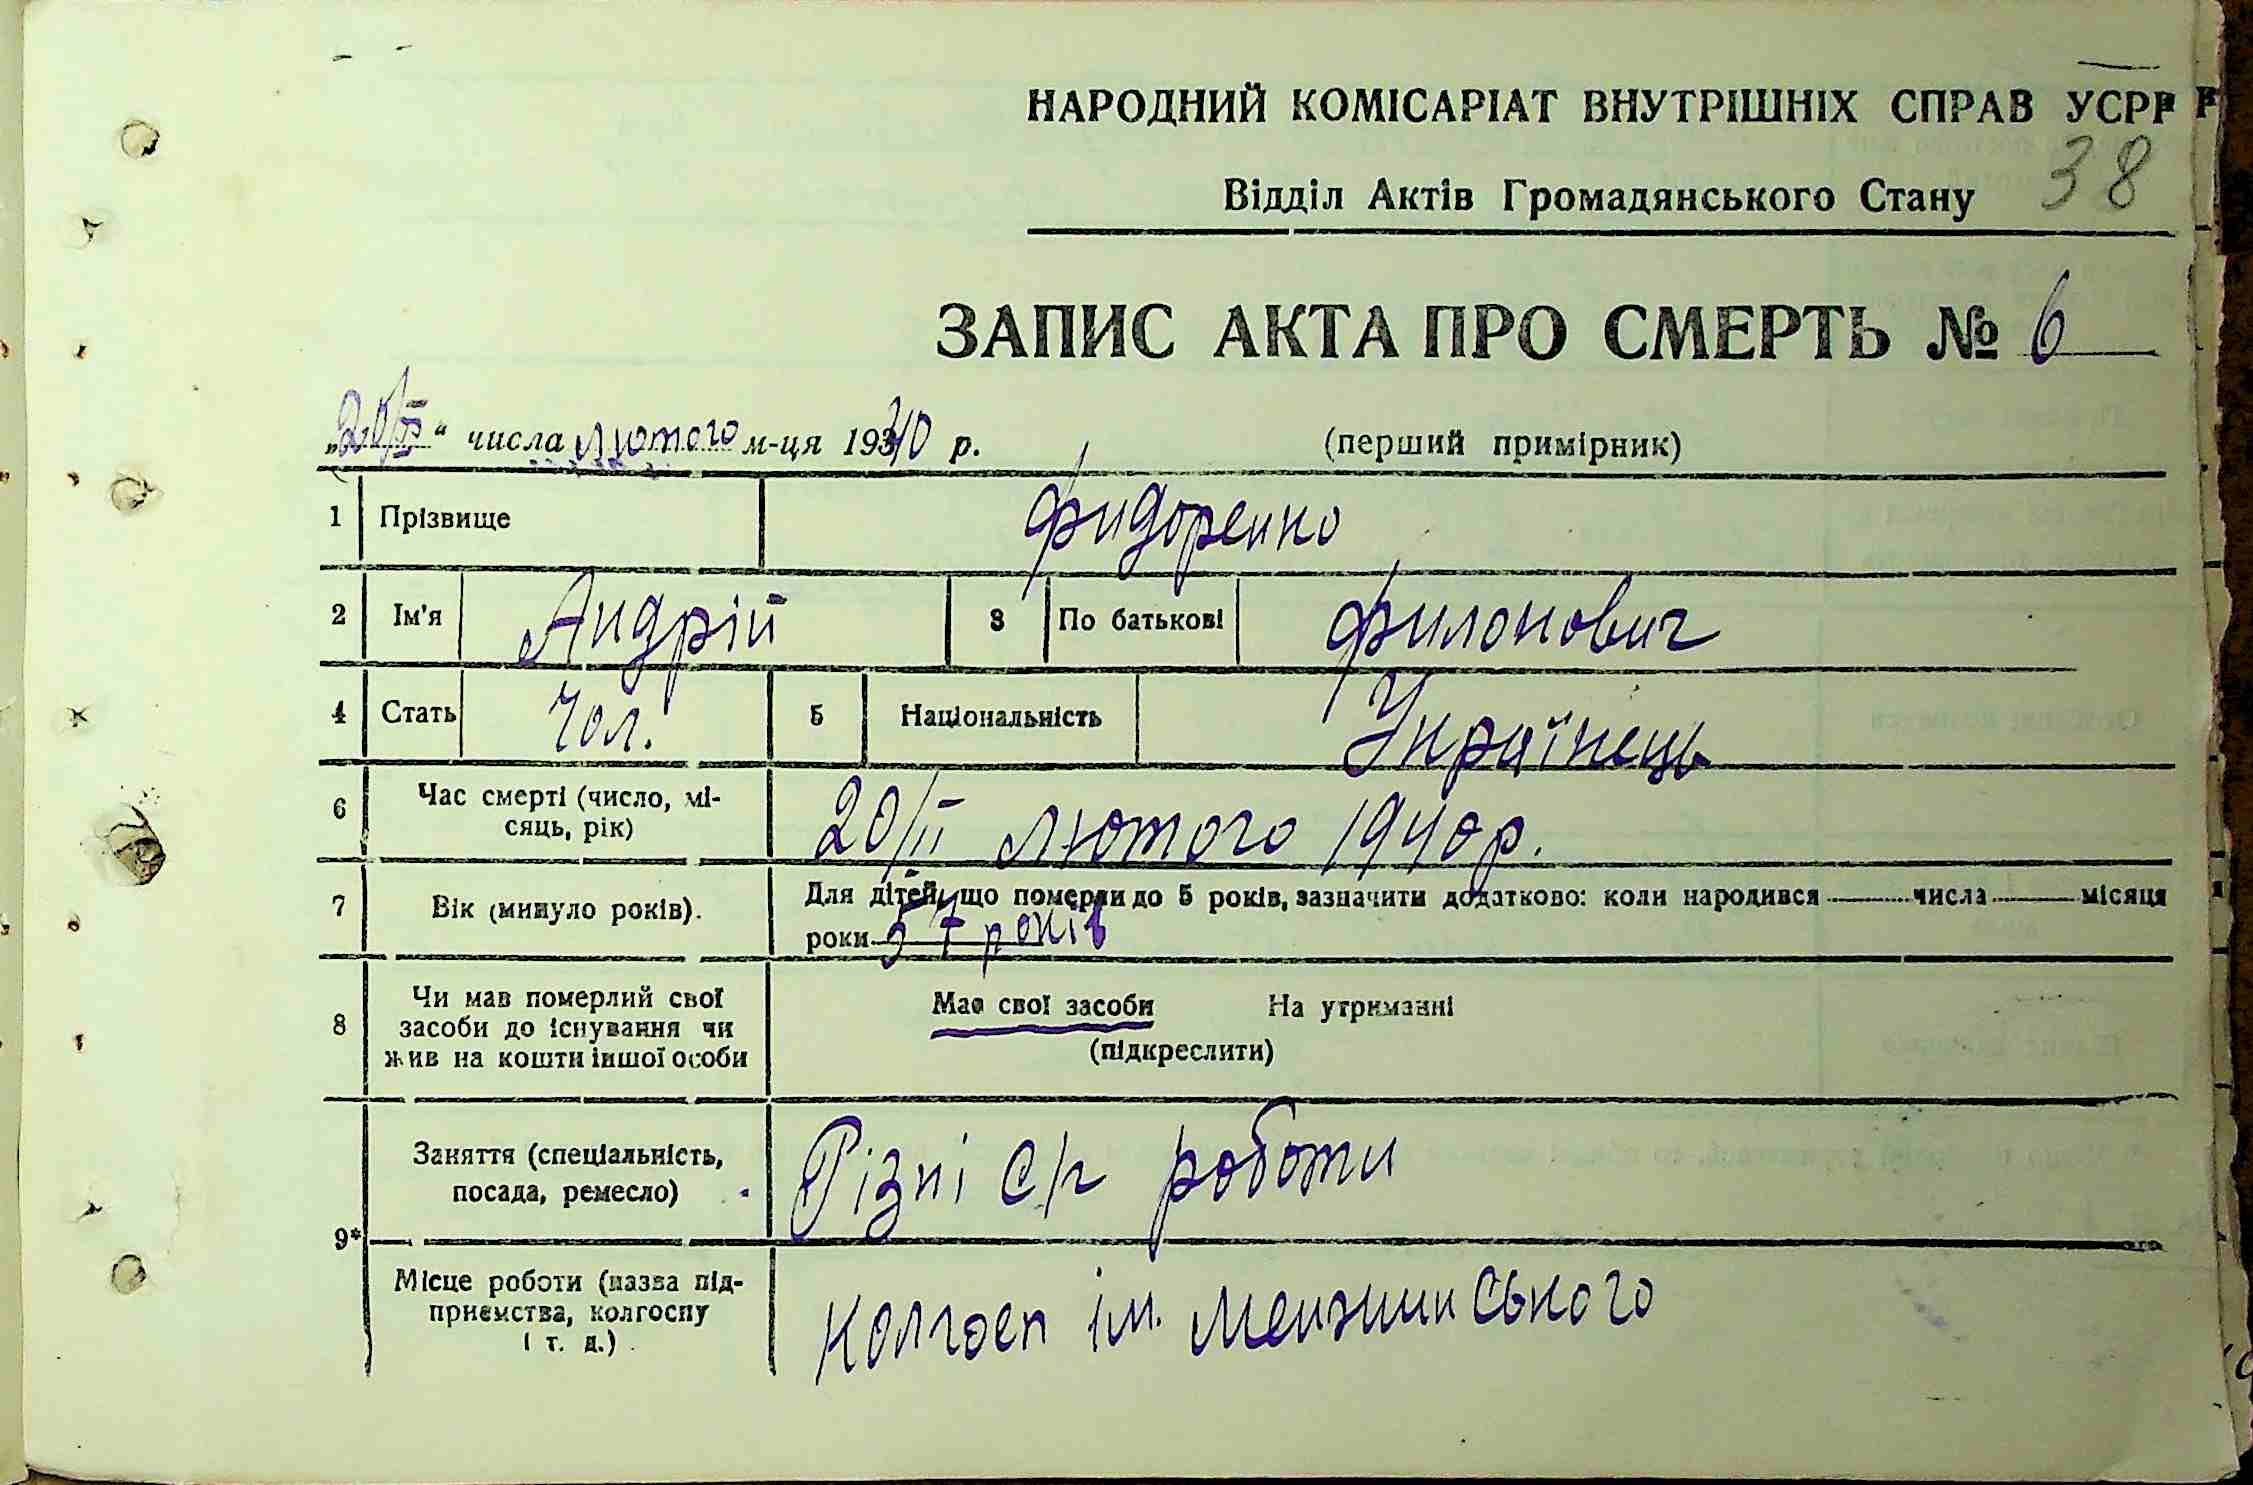 НАРОДНИЙ КОМІСАРІАТ ВНУТРІШНІХ СПРАВ УСРР
38
Відділ Актів Громадянського Стану
ЗАПИС АКТА ПРО СМЕРТЬ № 6
„20/II“ числа лютого м-ця 1940 р. (перший примірник)
1 Прізвище Фидоренко
2 Ім'я Андрій 3 По батькові Филонович
4 Стать Чол. 5 Національність Українець
6 Час смерті (число, мі-
сяць, рік) 20/II лютого 1940р.
7 Вік (минуло років). Для дітей, що померли до 5 років, зазначити додатково: коли народився числа місяця
роки 57 років
8 Чи мав померлий свої
засоби до існування чи
жив на кошти іншої особи
Має свої засоби На утриманні
(підкреслити)
9*
Заняття (спеціальність,
посада, ремесло) Різні с/г роботи
Місце роботи (назва під-
приємства, колгоспу
і т. д.) Колгосп ім. Менжинського